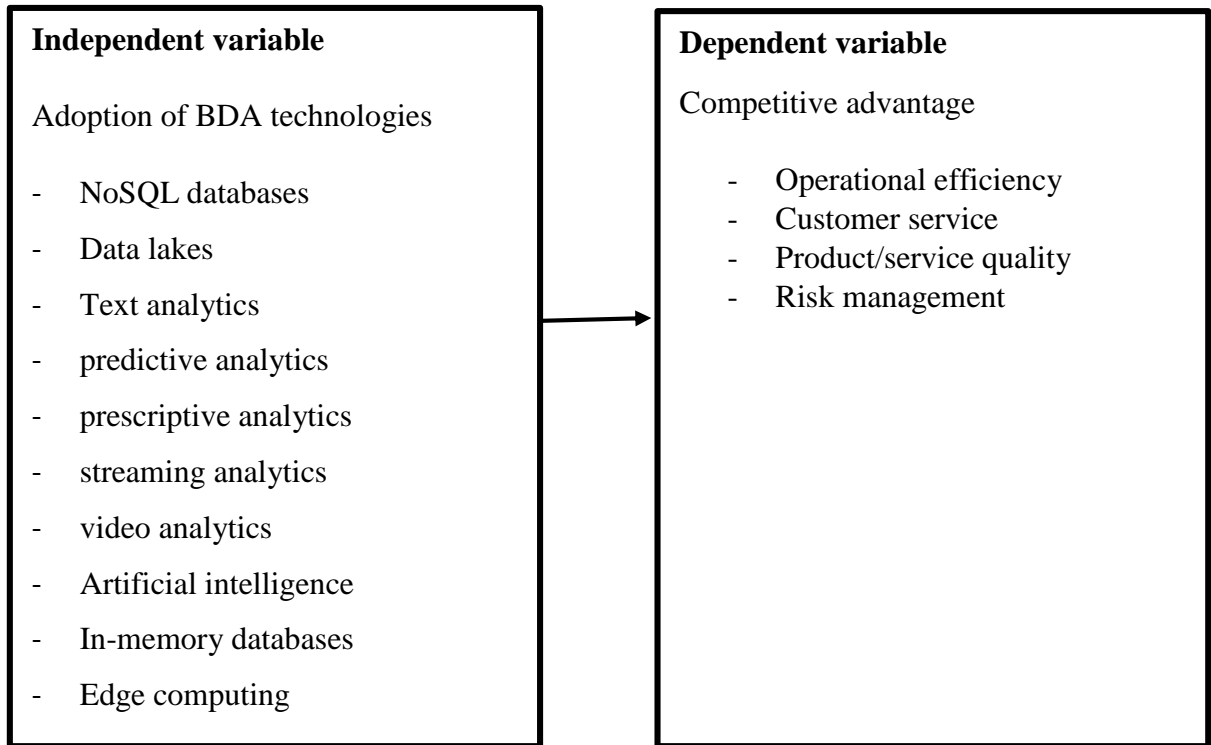 Independent variable
Adoption of BDA technologies
- NoSQL databases
- Data lakes
- Text analytics
- predictive analytics
- prescriptive analytics
- streaming analytics
- video analytics
- Artificial intelligence
- In-memory databases
- Edge computing
Dependent variable
Competitive advantage
- Operational efficiency
- Customer service
- Product/service quality
- Risk management